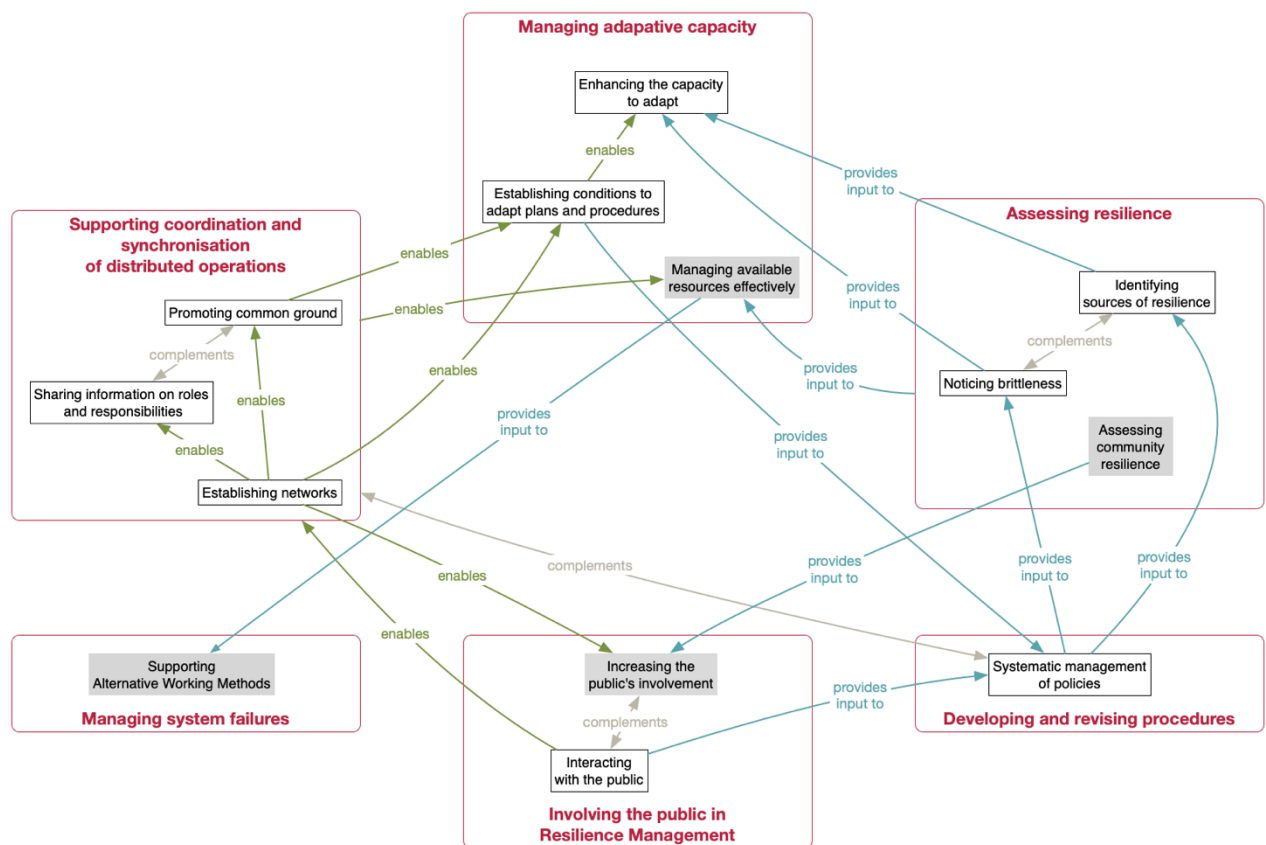 Managing adapative capacity
Enhancing the capacity
to adapt
enables
provides
input to
Establishing conditions to
adapt plans and procedures
Supporting coordination and
synchronisation
of distributed operations
Assessing resilience
enables
Managing available
resources effectively
Identifying
sources of resilience
provides
input to
Promoting common ground
enables
complements
complements
Sharing information on roles
and responsibilities
enables
enables
provides
input to
Noticing brittleness
provides
input to
provides
input to
Assessing
community
resilience
enables
Establishing networks
complements
enables
provides
input to
provides
input to
provides
input to
enables
Supporting
Alternative Working Methods
Managing system failures
Increasing the
public's involvement
complements
Interacting
with the public
Involving the public in
Resilience Management
provides
input to
Systematic management
of policies
Developing and revising procedures